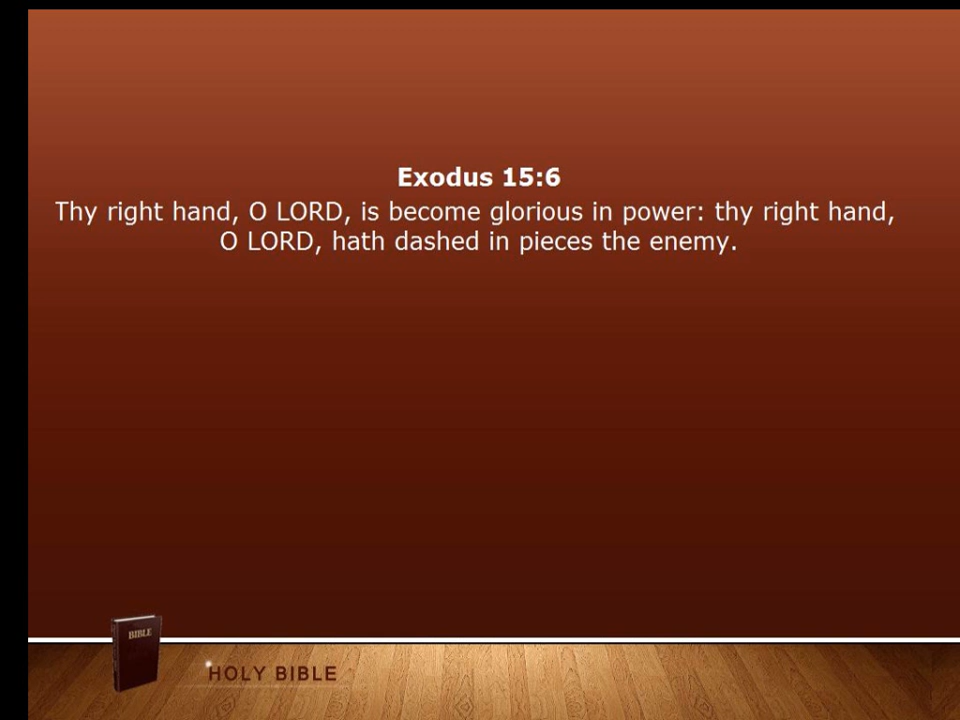 Exodus 15:6
Thy right hand, O LORD, is become glorious in power: thy right hand,
O LORD, hath dashed in pieces the enemy.
BIBLE
HOLY BIBLE